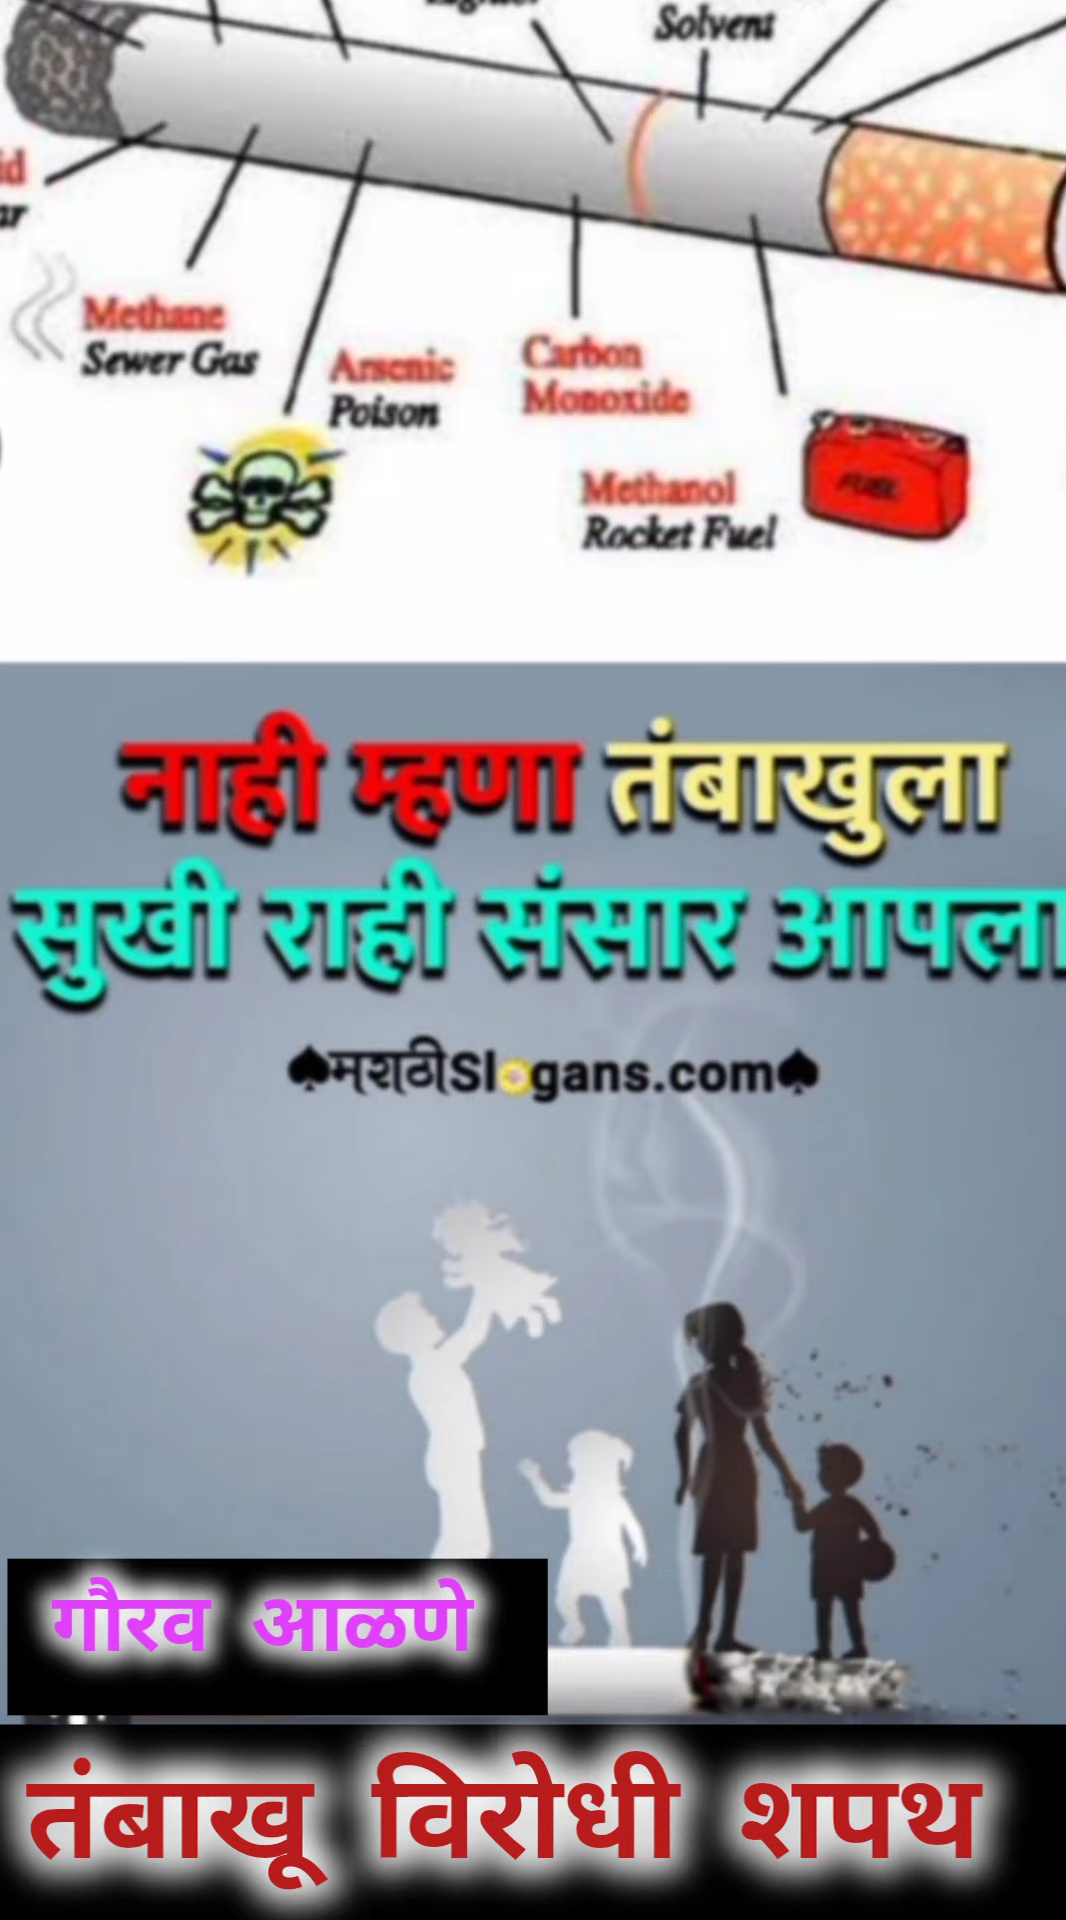 Solvent
Methane
Sewer Gas
Arsenic
Poison
Carbon
Monoxide
Methanol
Rocket Fuel
FUEL
नाही म्हणा तंबाखुला
सुखी राही संसार आपला
♠मराठीSlogans.com♠
गौरव आळणे
तंबाखू विरोधी शपथ